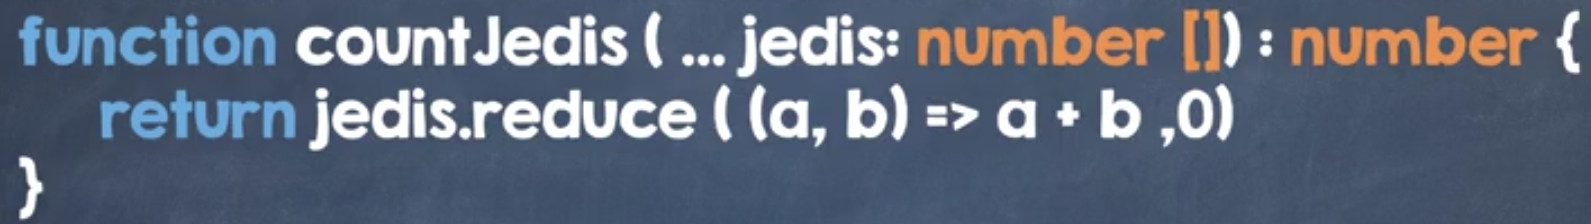 function countJedis ( ... jedis: number []) : number {
return jedis.reduce ( (a, b) => a + b ,0)
}